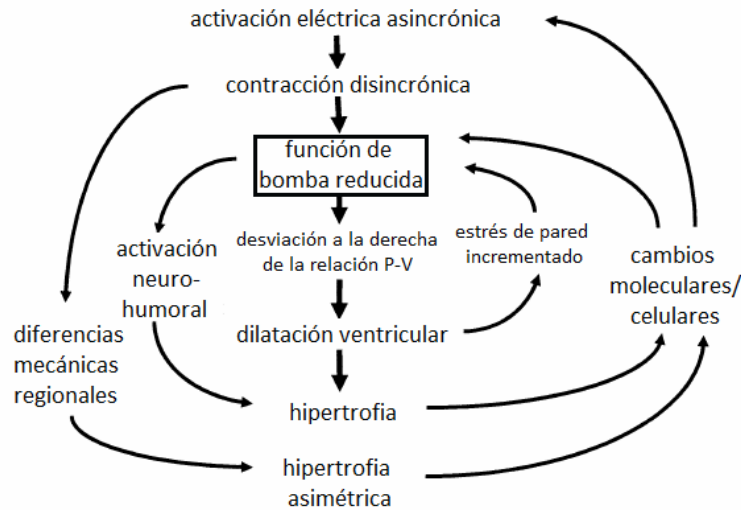 activación eléctrica asincrónica
contracción disincrónica
función de
bomba reducida
desviación a la derecha
de la relación P-V
estrés de pared
incrementado
activación
neuro-
humoral
cambios
moleculares/
celulares
diferencias
mecánicas
regionales
dilatación ventricular
hipertrofia
hipertrofia
asimétrica